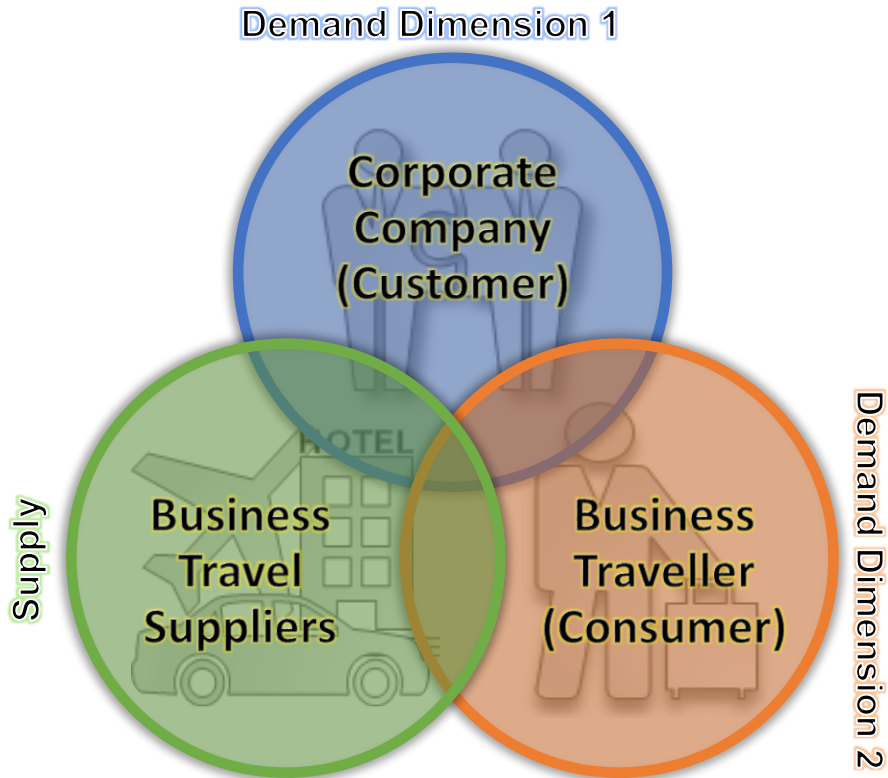 Demand Dimension 1
Corporate
Company
(Customer)
HOTEL
Business
Travel
Suppliers
Business
Traveller
(Consumer)
Supply
Demand Dimension 2